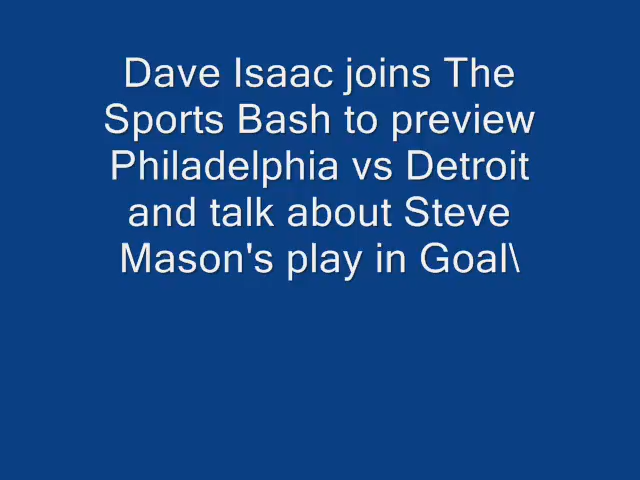 Dave Isaac joins The
Sports Bash to preview
Philadelphia vs Detroit
and talk about Steve
Mason's play in Goal\